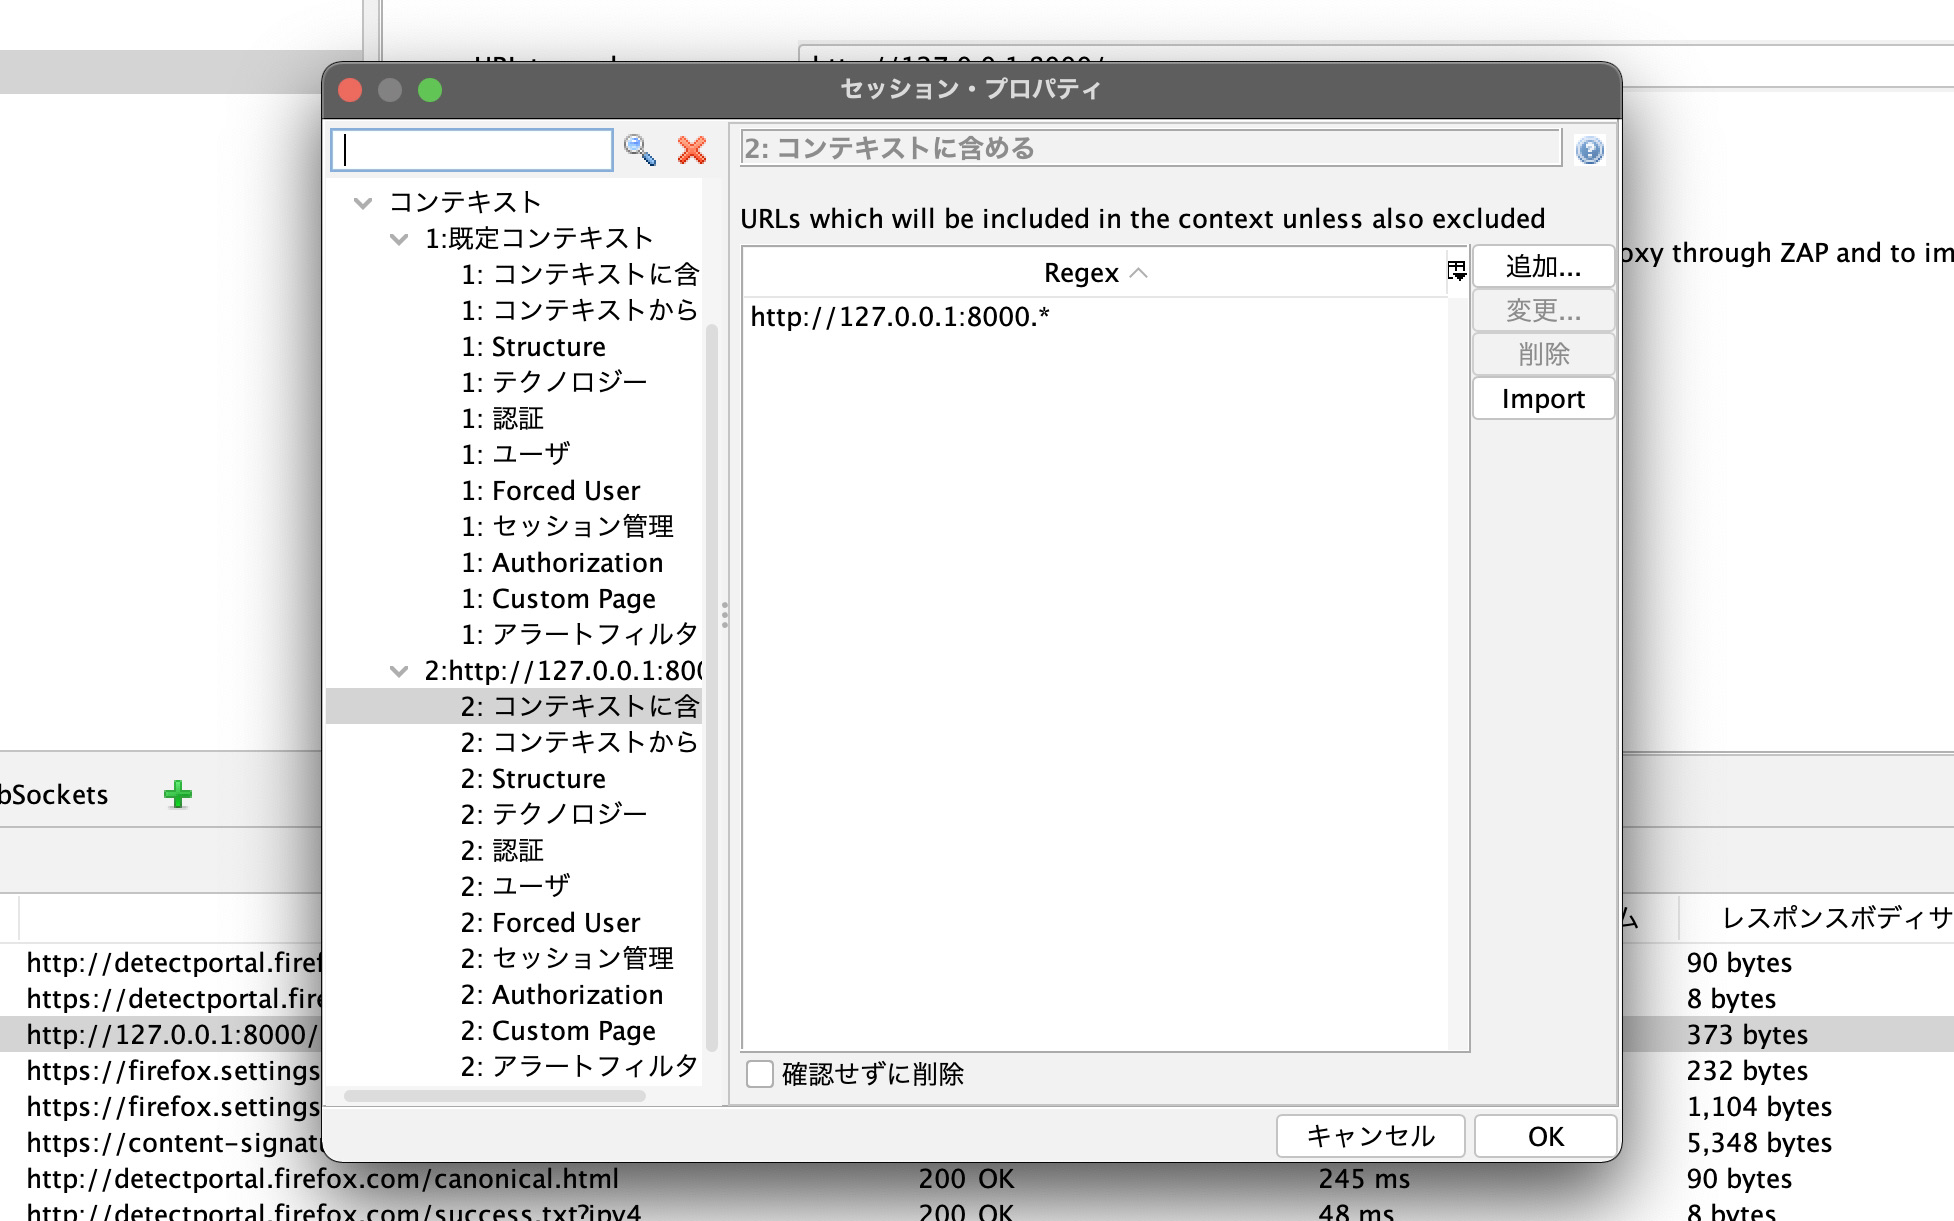 セッション・プロパティ
2: コンテキストに含める
コンテキスト
1:既定コンテキスト
1: コンテキストに含
1: コンテキストから
1: Structure
1: テクノロジー
1: 認証
1: ユーザ
1: Forced User
1: セッション管理
1: Authorization
1: Custom Page
1: アラートフィルタ
2:http://127.0.0.1:800
2: コンテキストに含
2: コンテキストから
2: Structure
2: テクノロジー
2: 認証
2: ユーザ
2: Forced User
2: セッション管理
2: Authorization
2: Custom Page
2: アラートフィルタ
URLs which will be included in the context unless also excluded
Regex
http://127.0.0.1:8000.*
追加...
変更...
削除
Import
確認せずに削除
キャンセル
OK
oxy through ZAP and to im
bSockets
ム レスポンスボディサ
http://detectportal.firef 90 bytes
https://detectportal.fire 8 bytes
http://127.0.0.1:8000/ 373 bytes
https://firefox.settings 232 bytes
https://firefox.settings 1,104 bytes
https://content-signatu 5,348 bytes
http://detectportal.firefox.com/canonical.html 200 OK 245 ms 90 bytes
http://detectportal.firefox.com/success.txt?ipv4 200 OK 48 ms 8 bytes